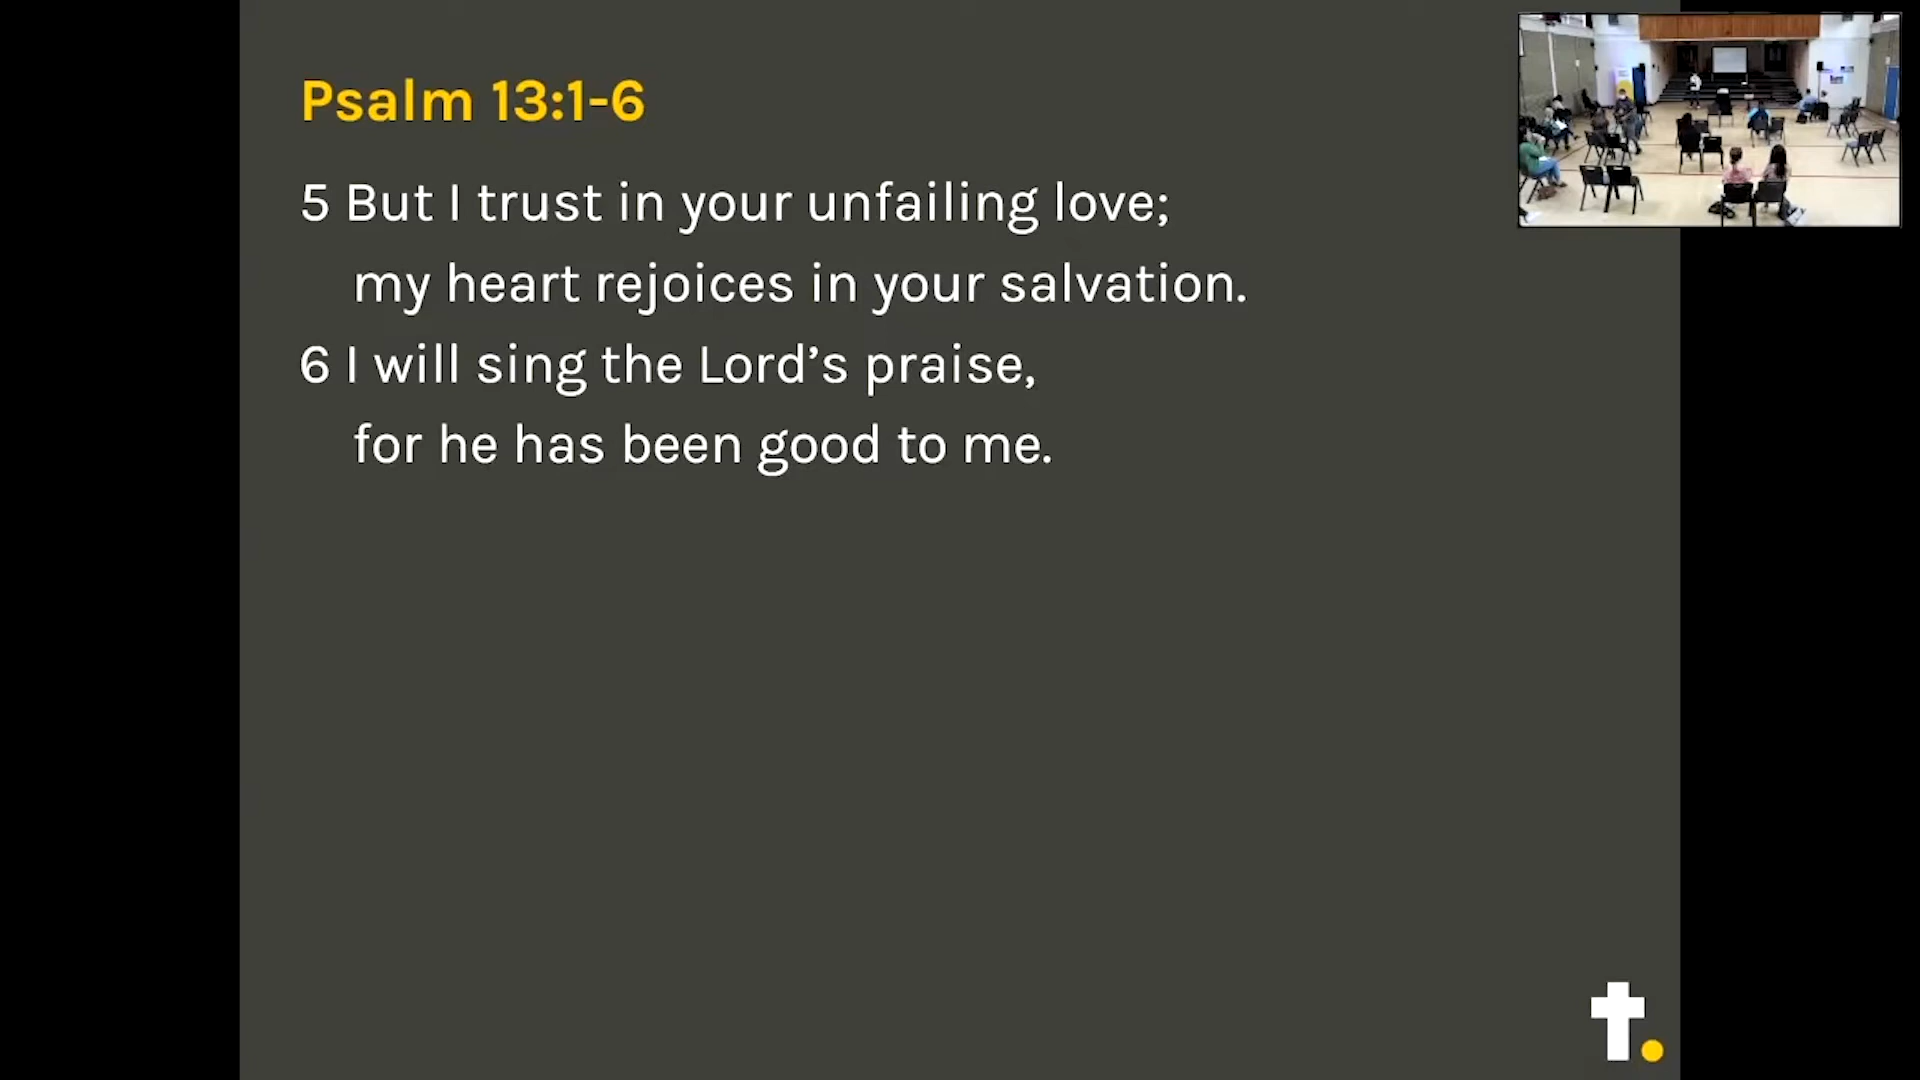 Psalm 13:1-6
5 But I trust in your unfailing love;
my heart rejoices in your salvation.
6 I will sing the Lord’s praise,
for he has been good to me.